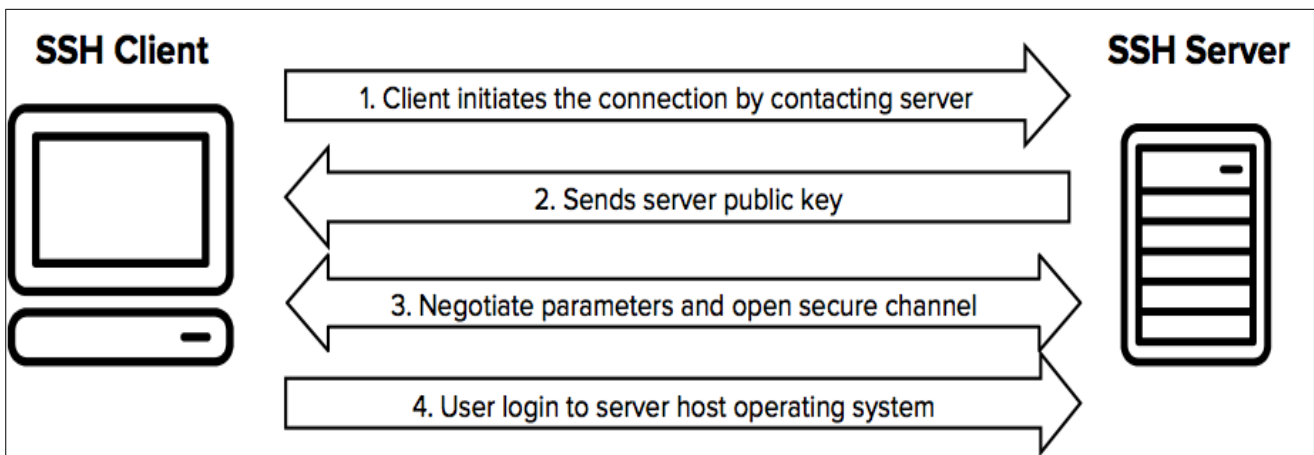 SSH Client
SSH Server
1. Client initiates the connection by contacting server
2. Sends server public key
3. Negotiate parameters and open secure channel
4. User login to server host operating system